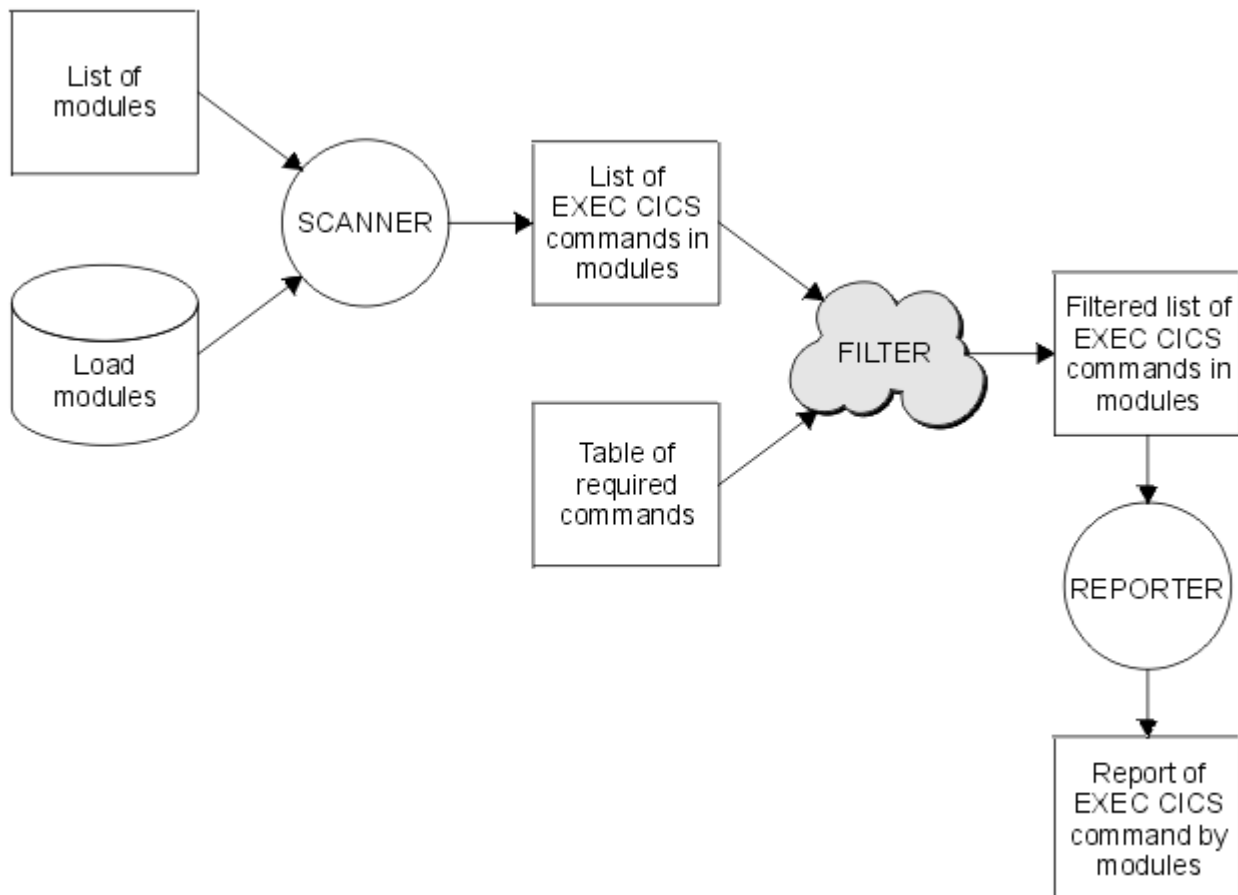 List of
modules
SCANNER
Load
modules
List of
EXEC CICS
commands in
modules
FILTER
Table of
required
commands
Filtered list of
EXEC CICS
commands in
modules
REPORTER
Report of
EXEC CICS
command by
modules